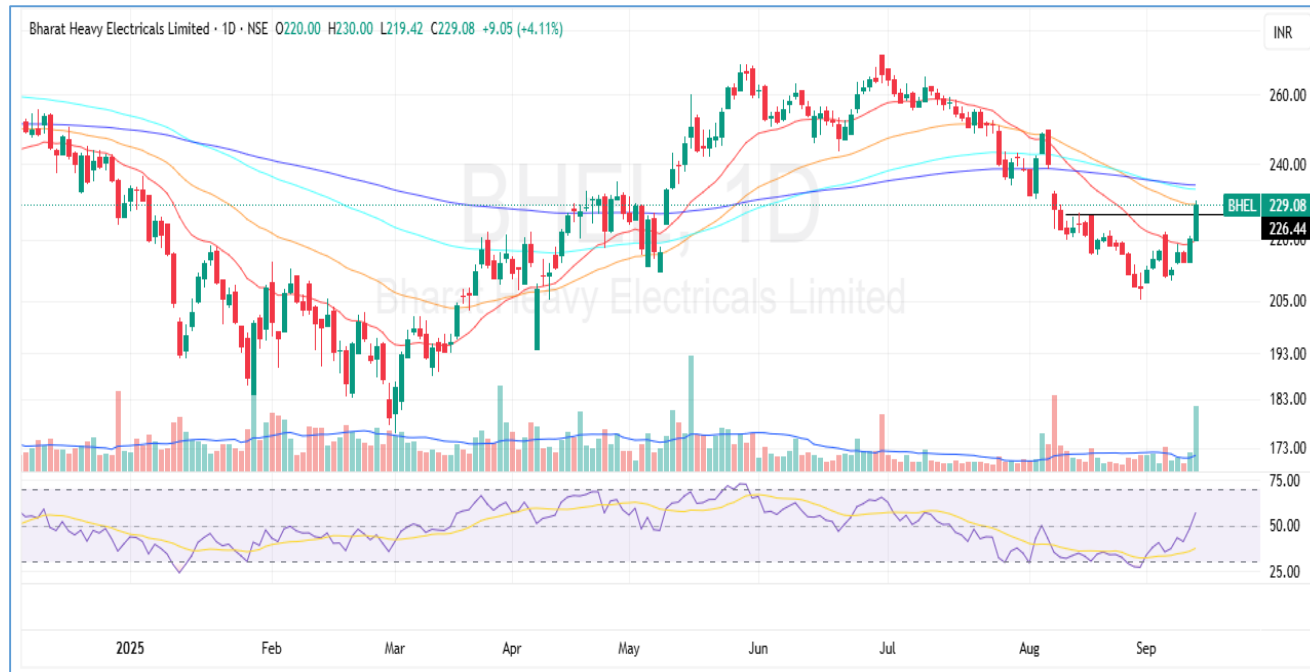 Bharat Heavy Electricals Limited · 1D · NSE O220.00 H230.00 L219.42 C229.08 +9.05 (+4.11%)
INR
260.00
240.00
BHEL, 1D
BHEL 229.08
226.44
220.00
Bharat Heavy Electricals Limited
205.00
193.00
183.00
173.00
75.00
50.00
25.00
2025 Feb Mar Apr May Jun Jul Aug Sep